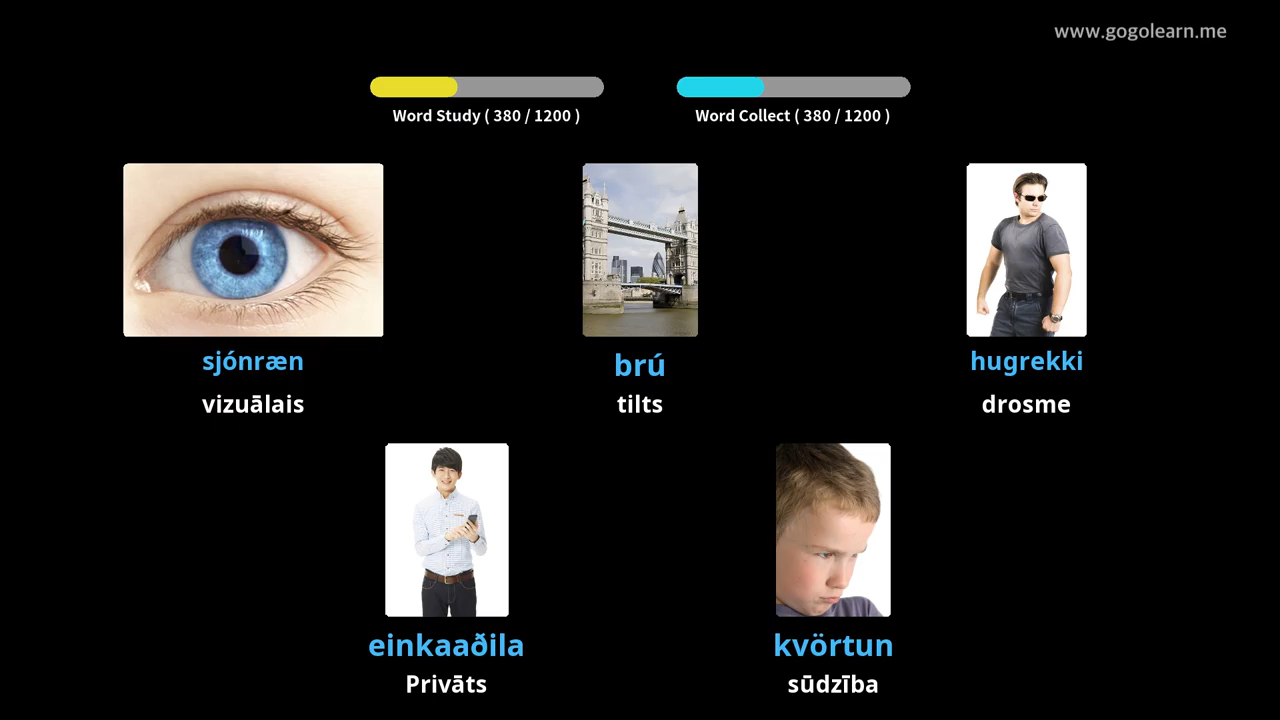 www.gogolearn.me
Word Study ( 380 / 1200 )
Word Collect ( 380 / 1200 )
sjónræn
vizuālais
brú
tilts
hugrekki
drosme
einkaaðila
Privāts
kvörtun
sūdzība